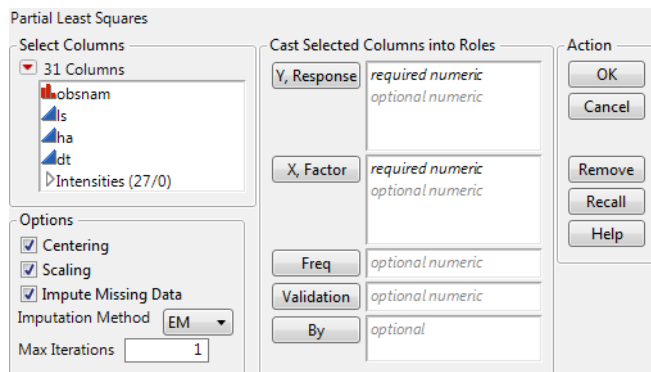 Partial Least Squares
Select Columns
31 Columns
obsnam
ls
ha
dt
Intensities (27/0)
Options
Centering
Scaling
Impute Missing Data
Imputation Method EM
Max Iterations 1
Cast Selected Columns into Roles
Y, Response required numeric
optional numeric
X, Factor required numeric
optional numeric
Freq optional numeric
Validation optional numeric
By optional
Action
OK
Cancel
Remove
Recall
Help